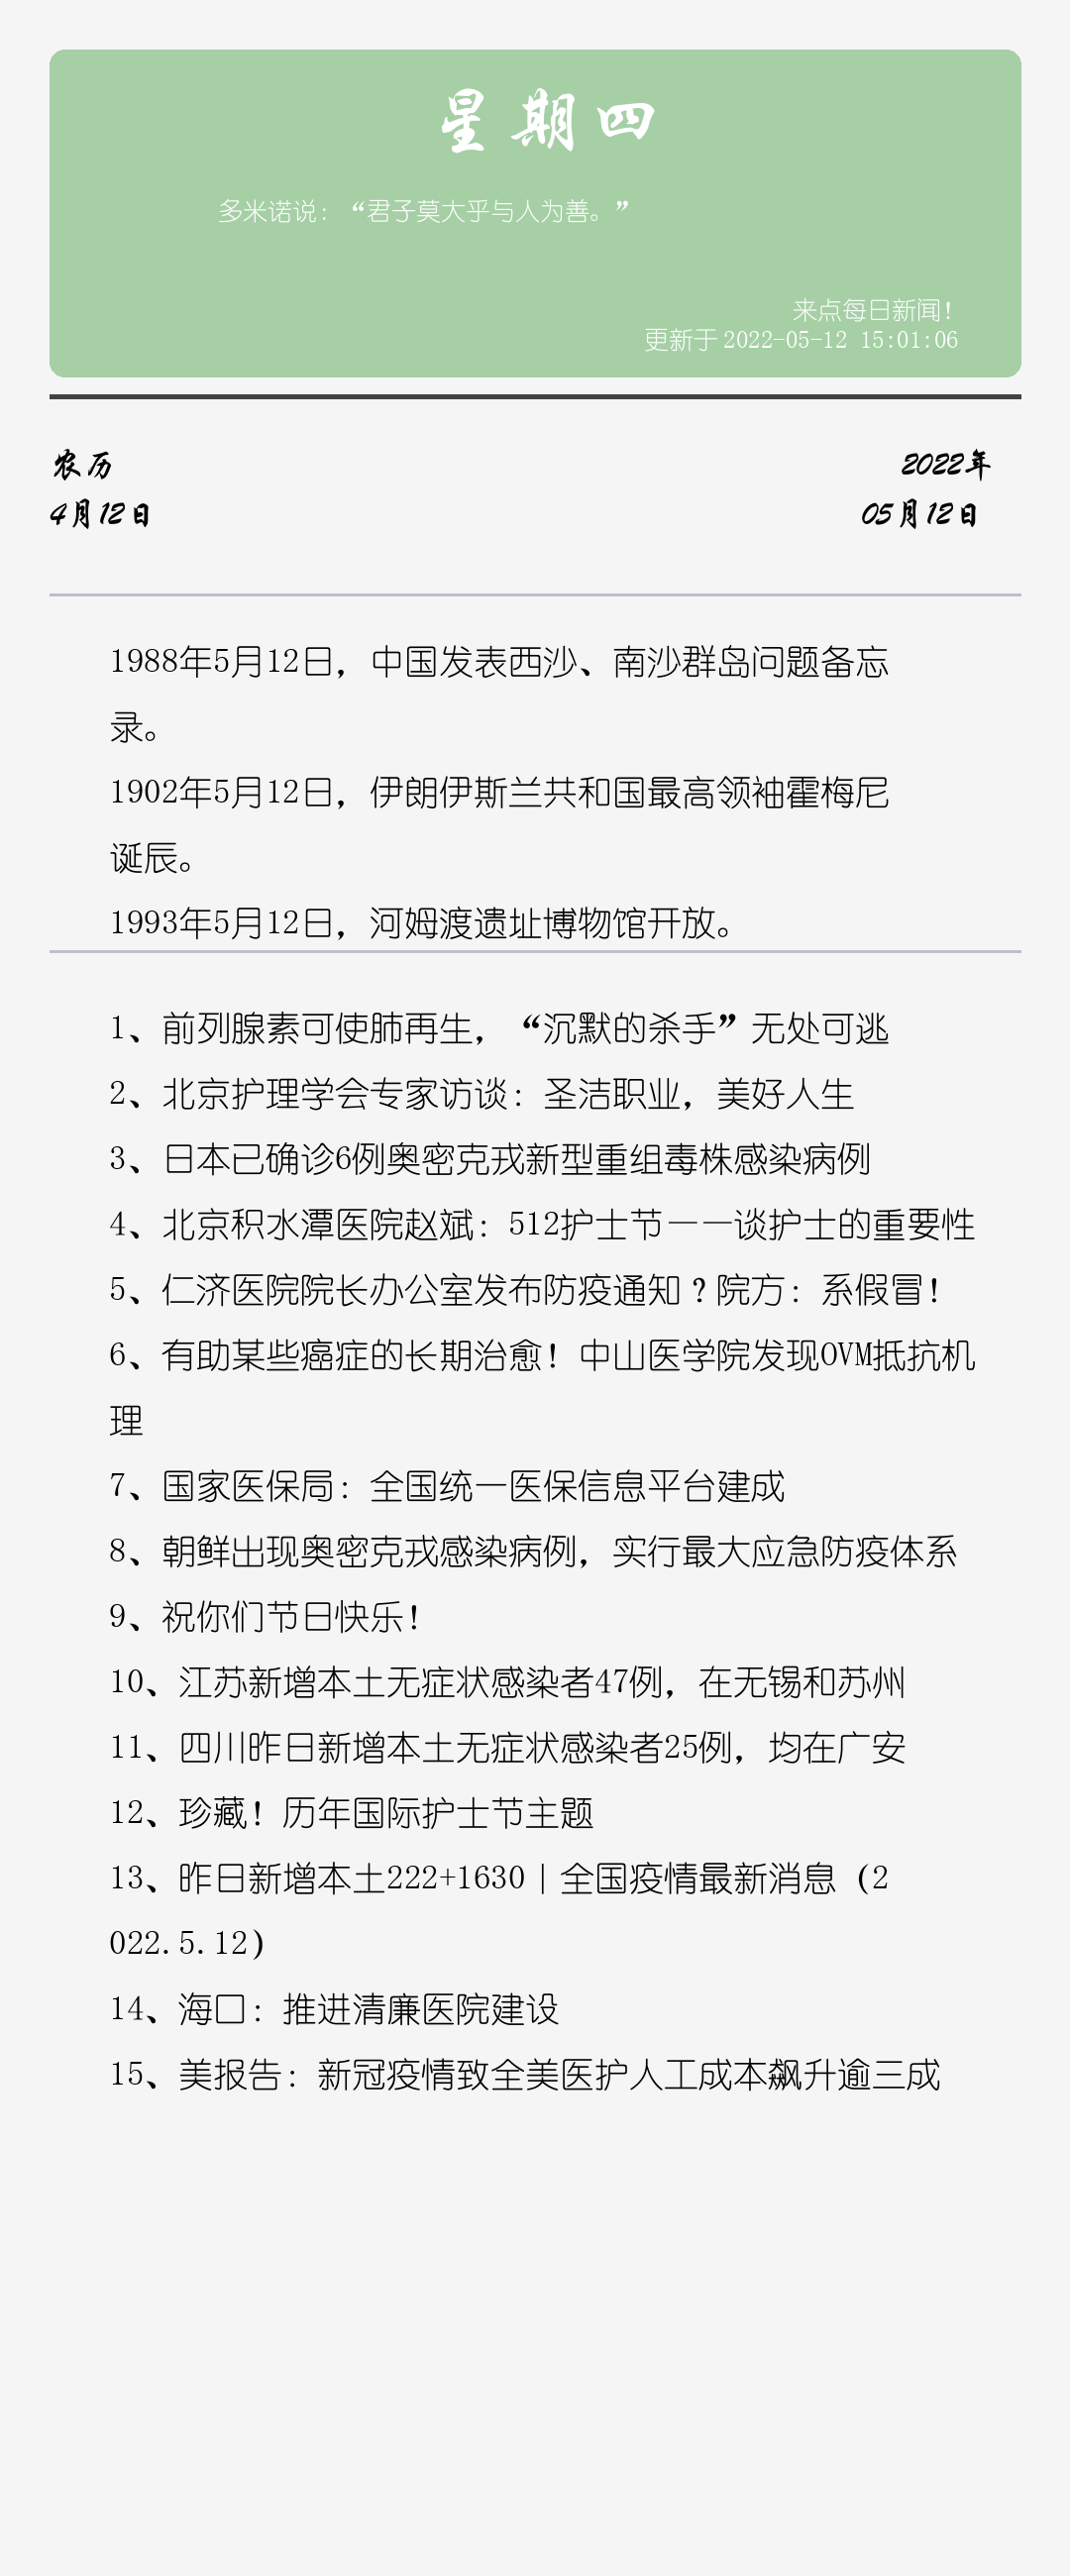 星期四
多米诺说：“君子莫大乎与人为善。”
来点每日新闻！
更新于 2022-05-12 15:01:06
农历
2022年
4月12日
05月12日
1988年5月12日，中国发表西沙、南沙群岛问题备忘
录。
1902年5月12日，伊朗伊斯兰共和国最高领袖霍梅尼
诞辰。
1993年5月12日，河姆渡遗址博物馆开放。
1、前列腺素可使肺再生，“沉默的杀手”无处可逃
2、北京护理学会专家访谈：圣洁职业，美好人生
3、日本已确诊6例奥密克戎新型重组毒株感染病例
4、北京积水潭医院赵斌：512护士节——谈护士的重要性
5、仁济医院院长办公室发布防疫通知？院方：系假冒！
6、有助某些癌症的长期治愈！中山医学院发现OVM抵抗机
理
7、国家医保局：全国统一医保信息平台建成
8、朝鲜出现奥密克戎感染病例，实行最大应急防疫体系
9、祝你们节日快乐！
10、江苏新增本土无症状感染者47例，在无锡和苏州
11、四川昨日新增本土无症状感染者25例，均在广安
12、珍藏！历年国际护士节主题
13、昨日新增本土222+1630｜全国疫情最新消息（2
022.5.12）
14、海口：推进清廉医院建设
15、美报告：新冠疫情致全美医护人工成本飙升逾三成